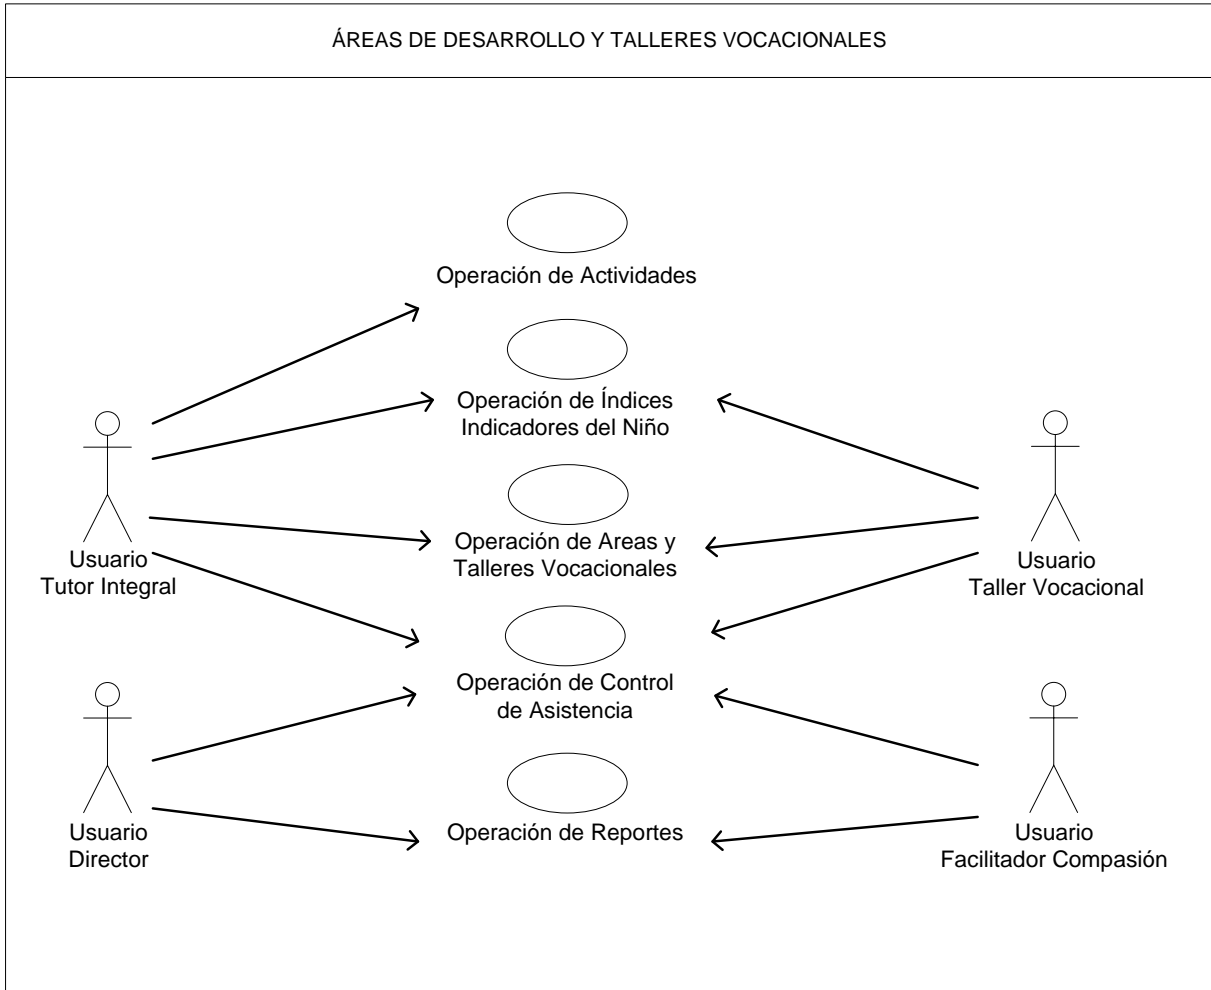 ÁREAS DE DESARROLLO Y TALLERES VOCACIONALES
Operación de Actividades
Operación de Índices
Indicadores del Niño
Operación de Areas y
Talleres Vocacionales
Usuario
Tutor Integral
Usuario
Taller Vocacional
Operación de Control
de Asistencia
Operación de Reportes
Usuario
Director
Usuario
Facilitador Compasión